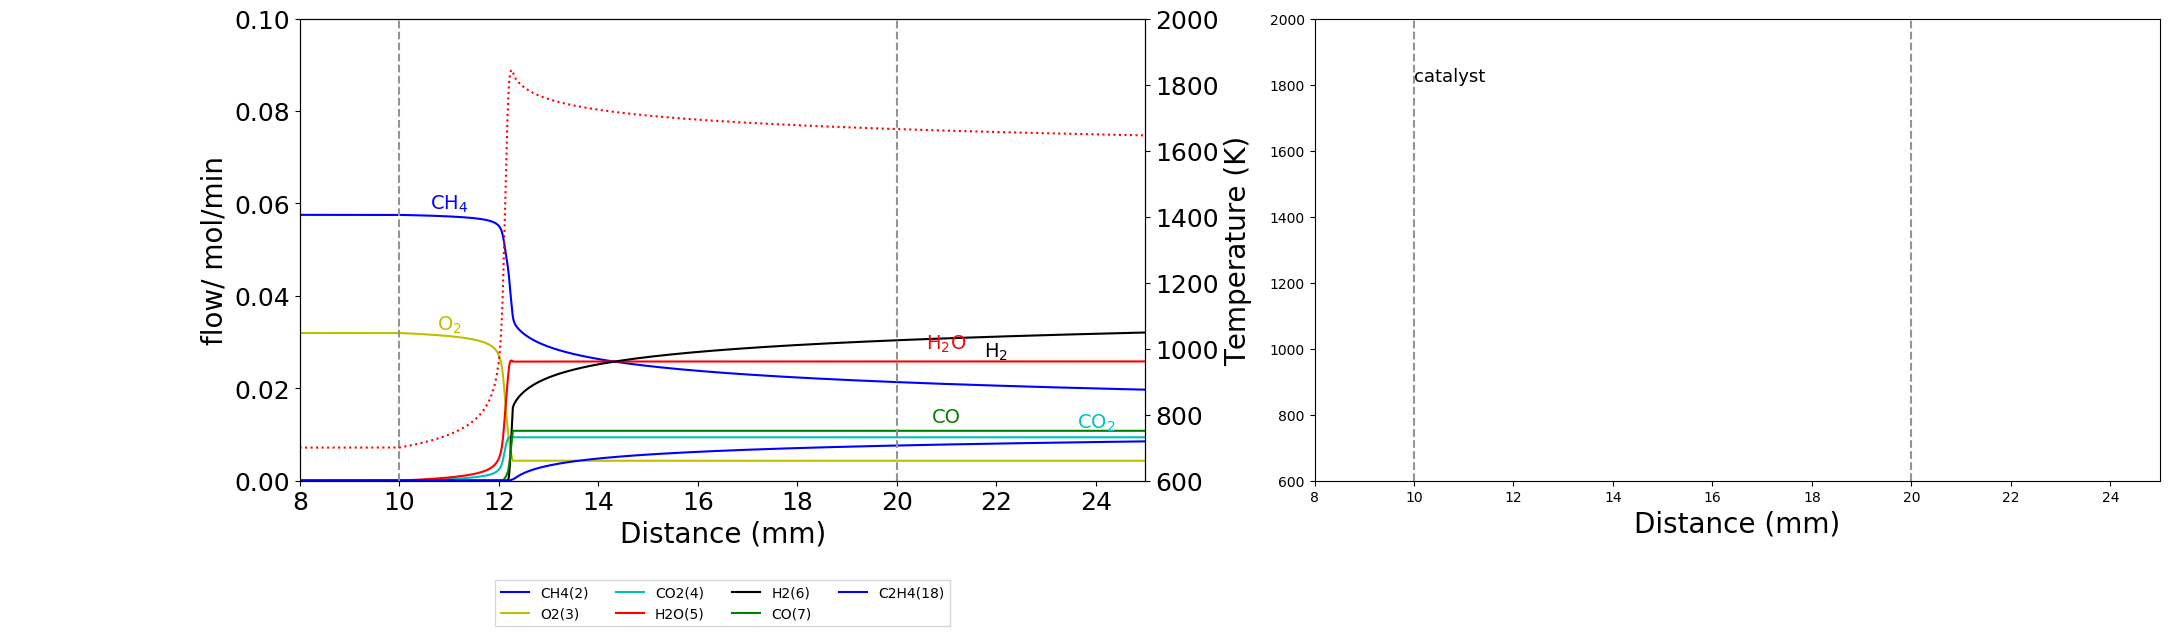 0.10
0.08
0.06
0.04
0.02
0.00
flow/ mol/min
CH4
O2
H2O
H2
CO
CO2
8 10 12 14 16 18 20 22 24
Distance (mm)
2000
1800
1600
1400
1200
1000
800
600
Temperature (K)
CH4(2) CO2(4) H2(6) C2H4(18)
O2(3) H2O(5) CO(7)
2000
1800
1600
1400
1200
1000
800
600
catalyst
8 10 12 14 16 18 20 22 24
Distance (mm)